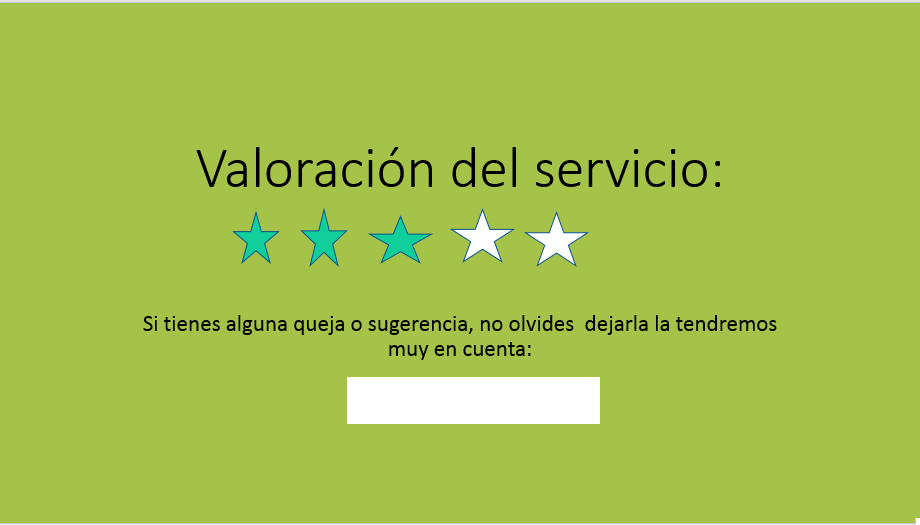 Valoración del servicio:
Si tienes alguna queja o sugerencia, no olvides  dejarla la tendremos
muy en cuenta: